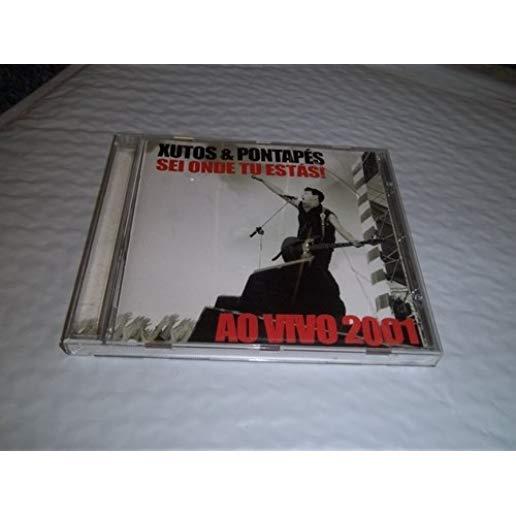 XUTOS & PONTAPÉS
SEI ONDE TU ESTÁS!
AO VIVO 2001